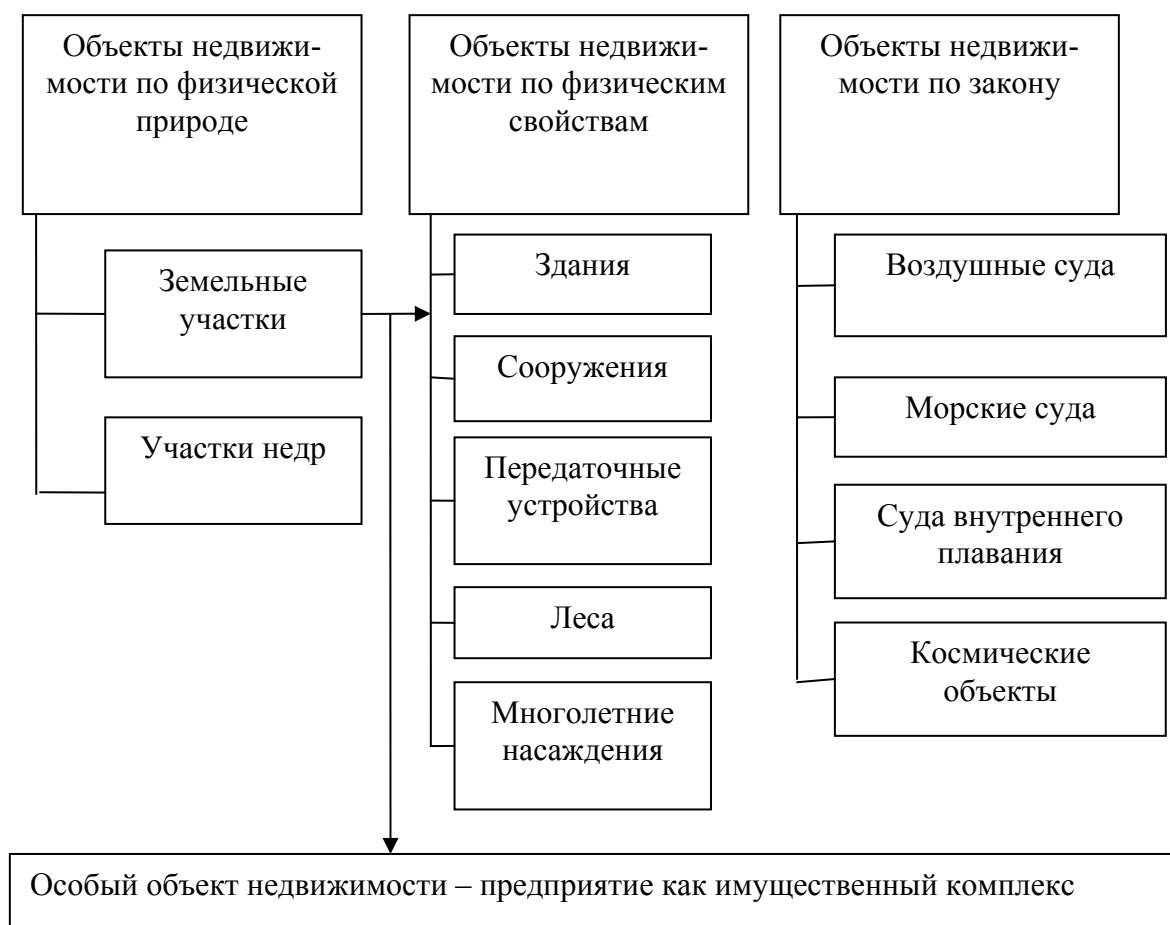 Объекты недвижи-
мости по физической
природе
Объекты недвижи-
мости по физическим
свойствам
Объекты недвижи-
мости по закону
Земельные
участки
Участки недр
Здания
Сооружения
Передаточные
устройства
Леса
Многолетние
насаждения
Воздушные суда
Морские суда
Суда внутреннего
плавания
Космические
объекты
Особый объект недвижимости – предприятие как имущественный комплекс